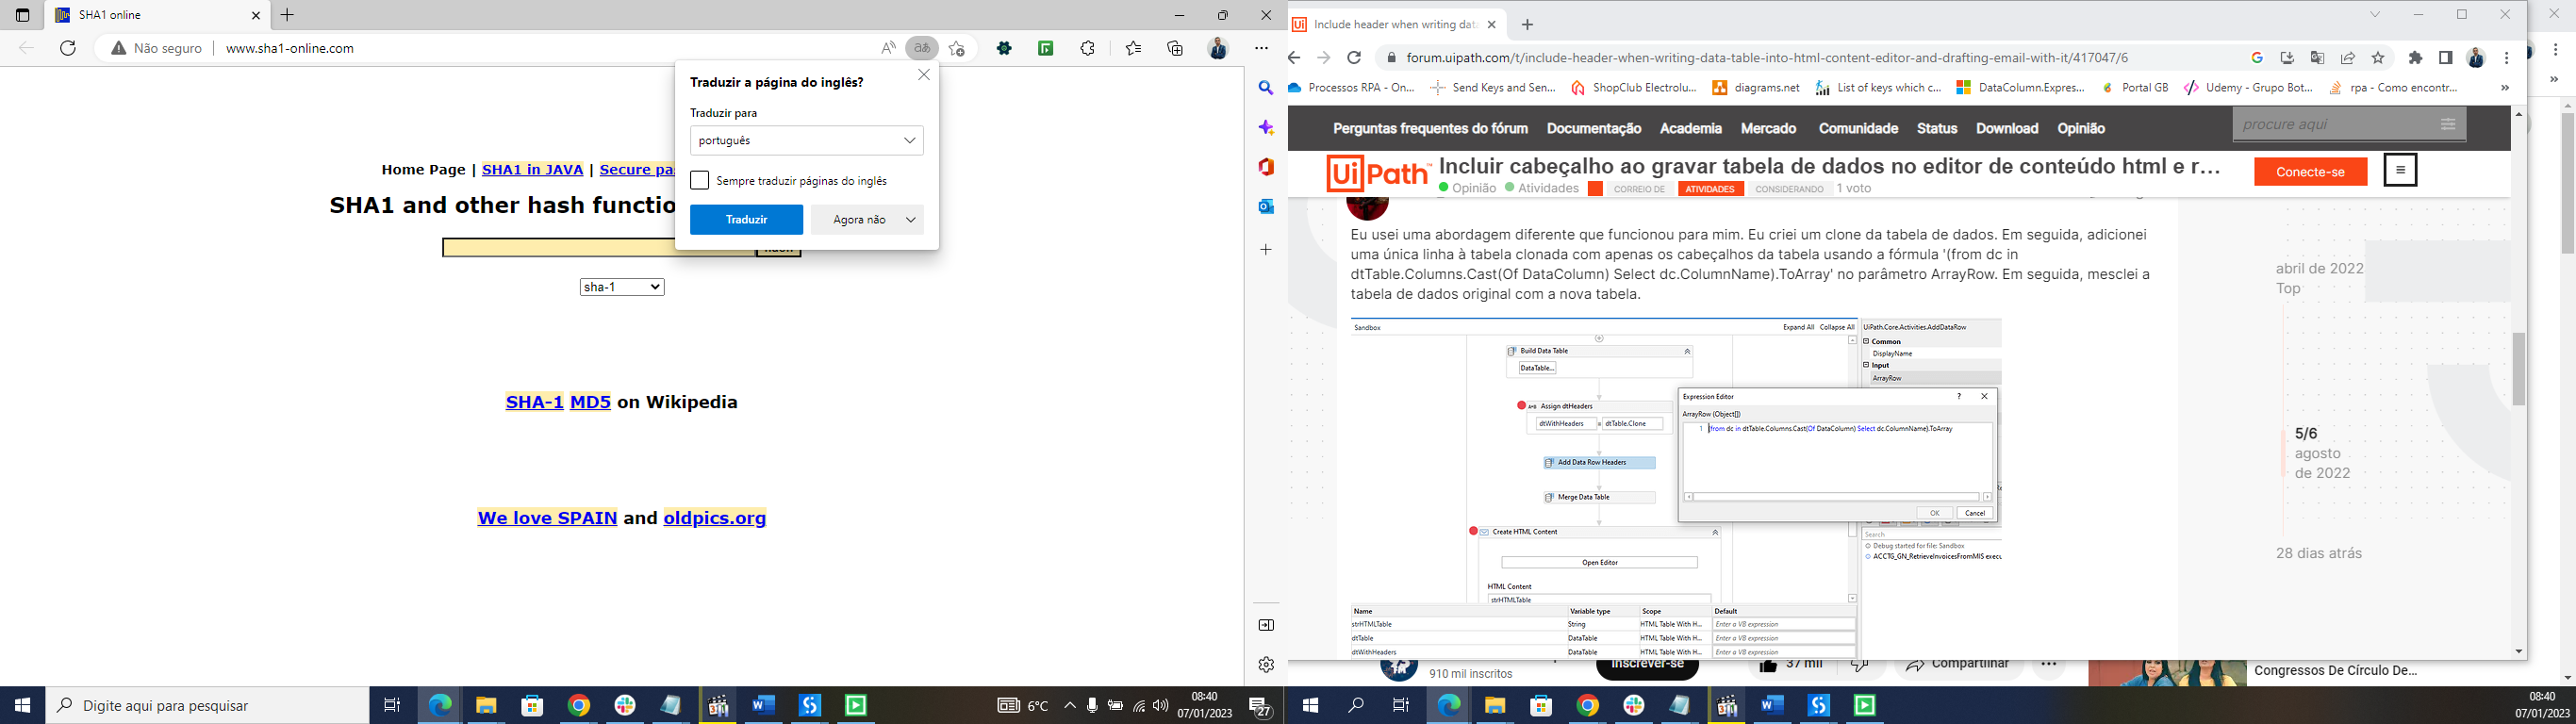 SHA1 online
Não seguro
www.sha1-online.com
Traduzir a página do inglês?
Traduzir para
português
Sempre traduzir páginas do inglês
Traduzir
Agora não
Home Page | SHA1 in JAVA | Secure pa
SHA1 and other hash functio
sha-1
SHA-1 MD5 on Wikipedia
We love SPAIN and oldpics.org
Digite aqui para pesquisar
6°C
08:40
07/01/2023
27
Include header when writing data
forum.uipath.com/t/include-header-when-writing-data-table-into-html-content-editor-and-drafting-email-with-it/417047/6
Processos RPA - On...
Send Keys and Sen...
ShopClub Electrolu...
diagrams.net
List of keys which c...
DataColumn.Expres...
Portal GB
Udemy - Grupo Bot...
rpa - Como encontr...
Perguntas frequentes do fórum
Documentação
Academia
Mercado
Comunidade
Status
Download
Opinião
procure aqui
UiPath
Incluir cabeçalho ao gravar tabela de dados no editor de conteúdo html e r...
Opinião
Atividades
CORREIO DE
ATIVIDADES
CONSIDERANDO
1 voto
Conecte-se
Eu usei uma abordagem diferente que funcionou para mim. Eu criei um clone da tabela de dados. Em seguida, adicionei
uma única linha à tabela clonada com apenas os cabeçalhos da tabela usando a fórmula '(from dc in
dtTable.Columns.Cast(Of DataColumn) Select dc.ColumnName).ToArray' no parâmetro ArrayRow. Em seguida, mesclei a
tabela de dados original com a nova tabela.
abril de 2022
Top
5/6
agosto
de 2022
28 dias atrás
Sandbox
Expand All
Collapse All
Build Data Table
DataTable...
Assign dtHeaders
dtWithHeaders
=
dtTable.Clone
Add Data Row Headers
Merge Data Table
Create HTML Content
Open Editor
HTML Content
strHTMLTable
UiPath.Core.Activities.AddDataRow
Common
DisplayName
Input
ArrayRow
Expression Editor
ArrayRow (Object[])
1 (from dc in dtTable.Columns.Cast(Of DataColumn) Select dc.ColumnName).ToArray
OK
Cancel
Search
Debug started for file: Sandbox
ACCTG_GN_RetrieveInvoicesFromMIS execu
Name Variable type Scope Default
strHTMLTable String HTML Table With H... Enter a VB expression
dtTable DataTable HTML Table With H... Enter a VB expression
dtWithHeaders DataTable HTML Table With H... Enter a VB expression
910 mil inscritos
Inscrever-se
37 mil
Compartilhar
Congressos De Círculo De...
08:40
07/01/2023